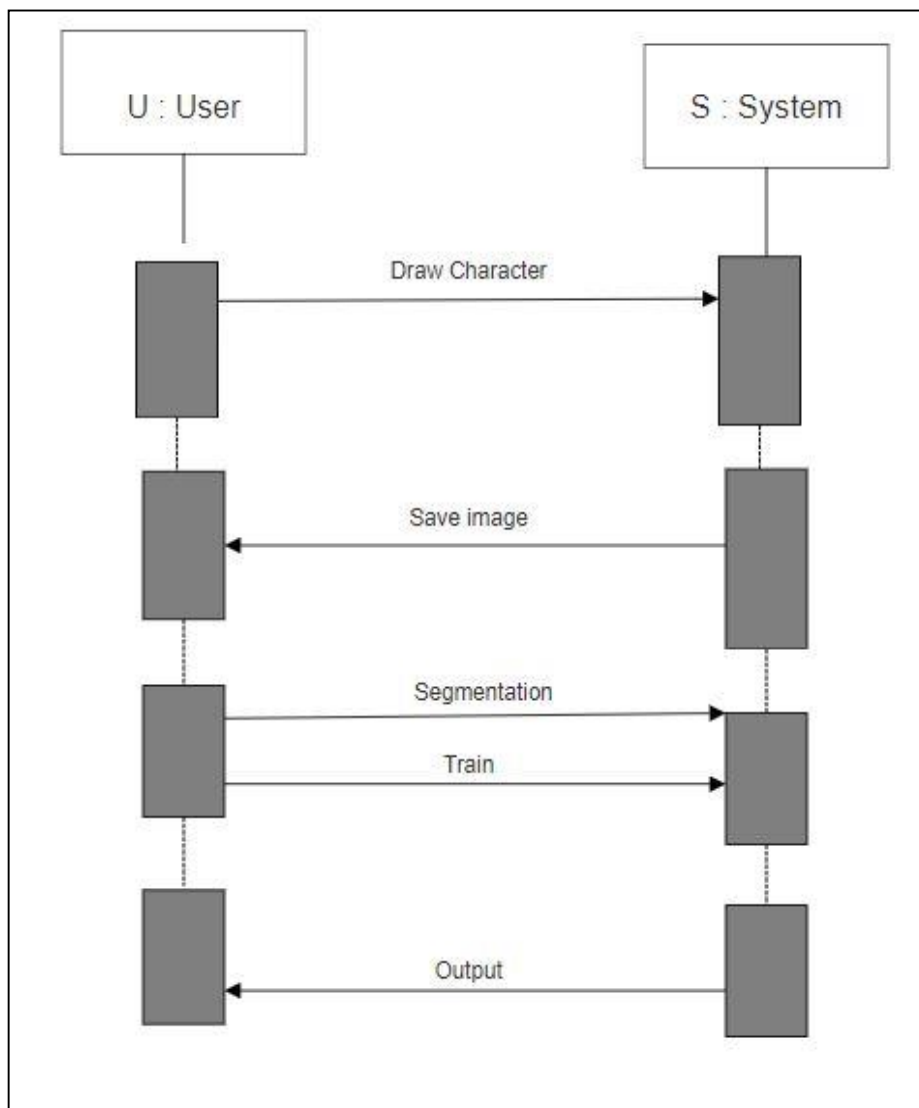 U : User
S : System
Draw Character
Save image
Segmentation
Train
Output